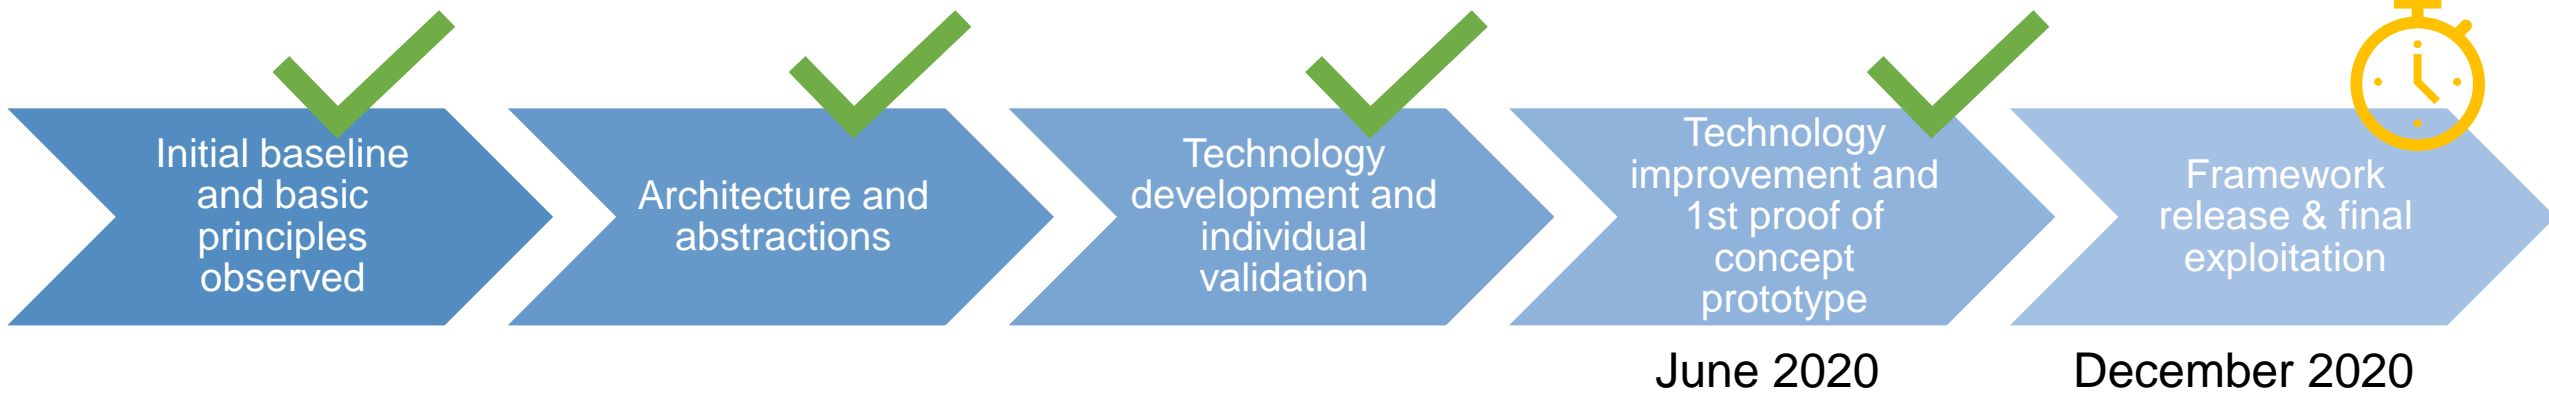 Initial baseline
and basic
principles
observed
Architecture and
abstractions
Technology
development and
individual
validation
Technology
improvement and
1st proof of
concept
prototype
Framework
release & final
exploitation
June 2020
December 2020